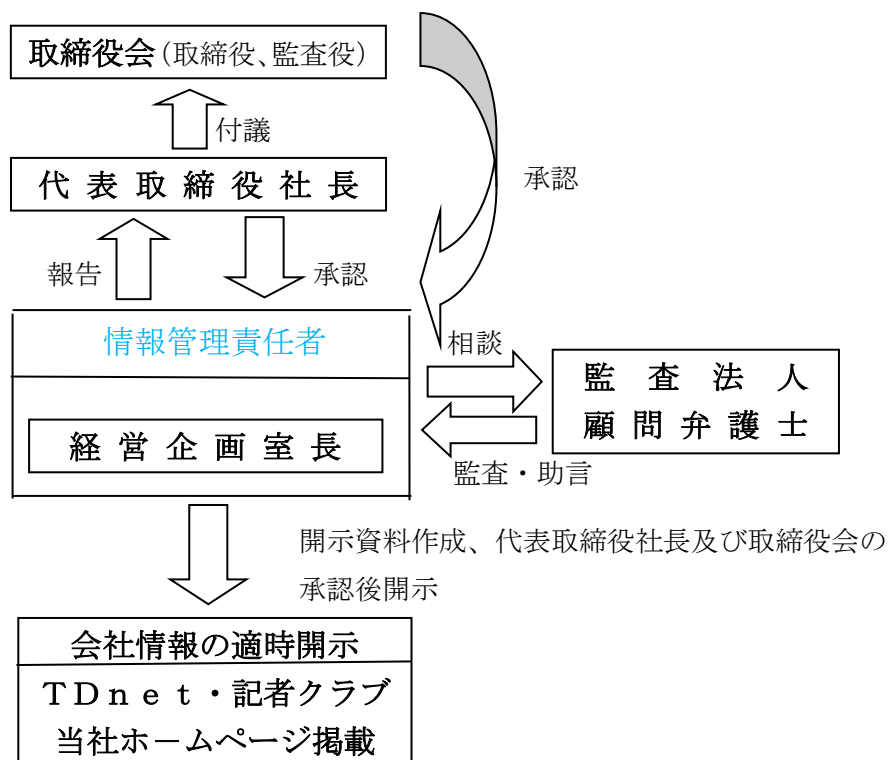 取締役会(取締役、監査役)
付議
代表取締役社長
承認
報告
承認
情報管理責任者
相談
監査法人
顧問弁護士
経営企画室長
監査・助言
開示資料作成、代表取締役社長及び取締役会の
承認後開示
会社情報の適時開示
TDnet・記者クラブ
当社ホームページ掲載